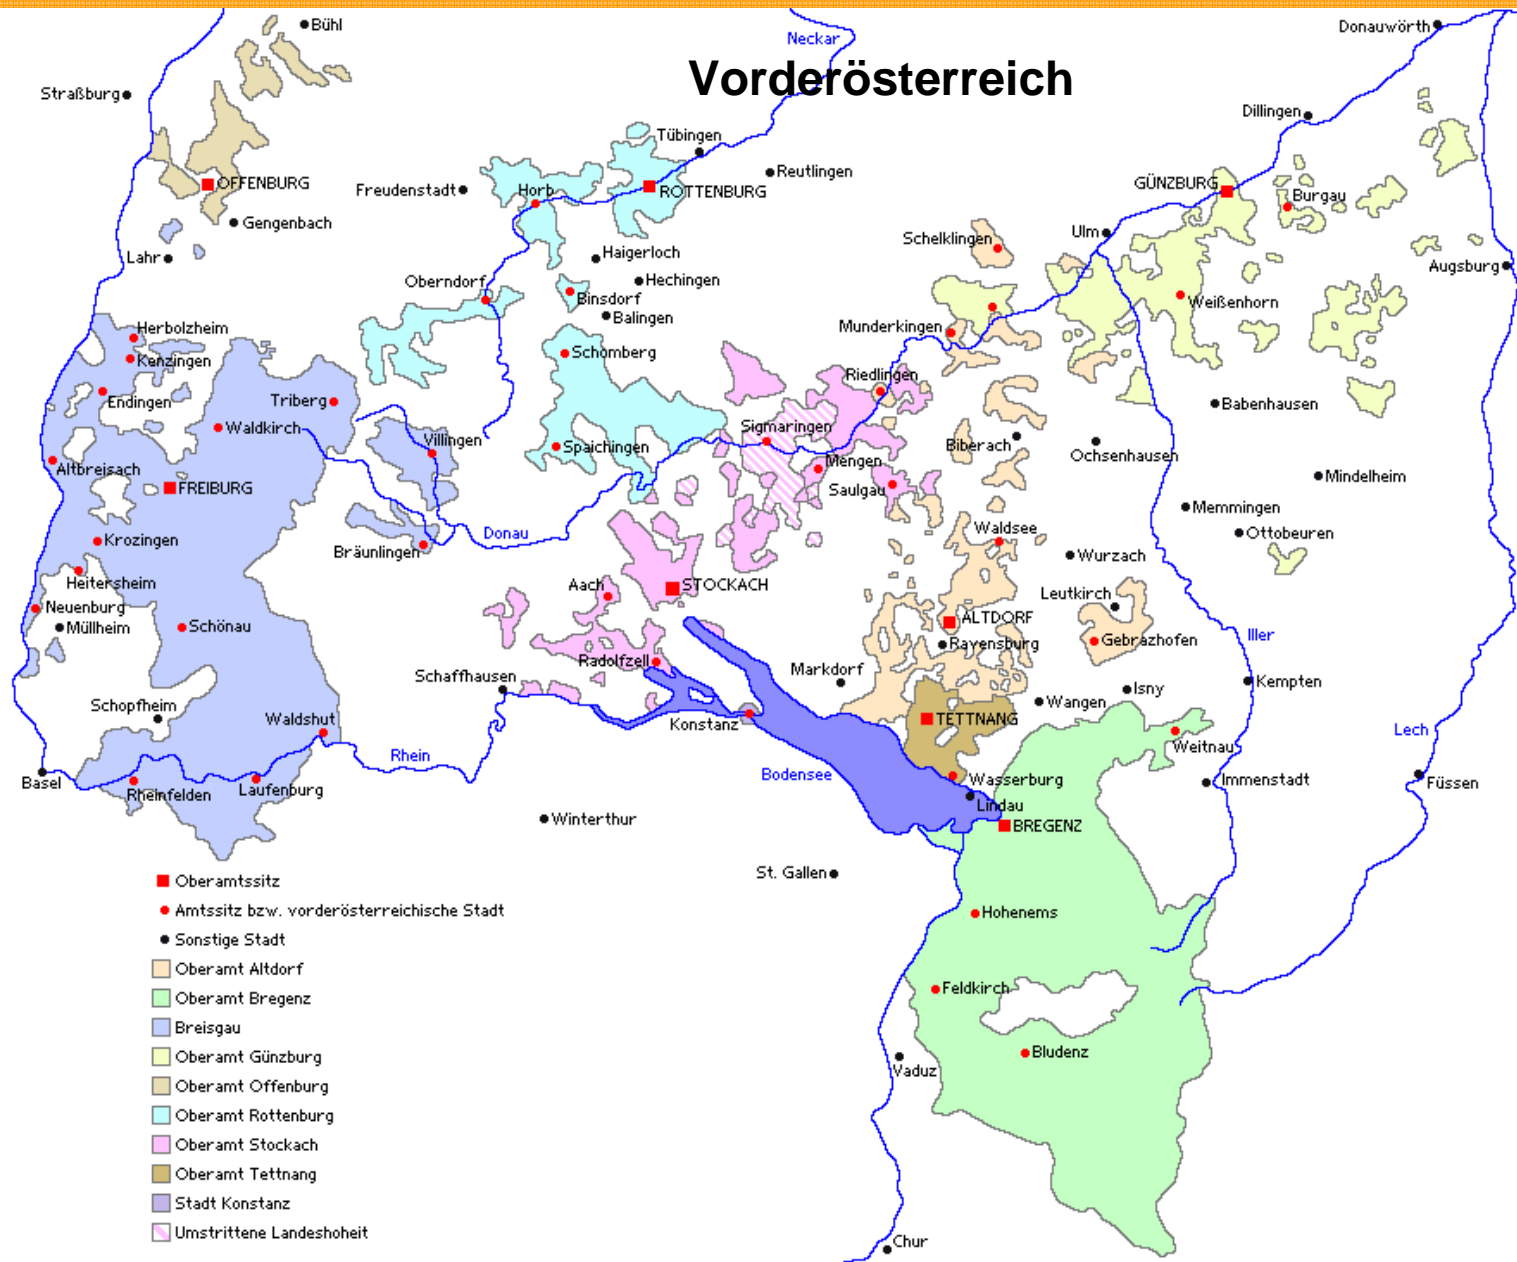 Vorderösterreich
Bühl
Neckar
Donauwörth
Straßburg
Dillingen
Tübingen
Reutlingen
OFFENBURG
Freudenstadt
Horb
ROTTENBURG
GÜNZBURG
Burgau
Gengenbach
Schelklingen
Ulm
Lahr
Haigerloch
Augsburg
Oberndorf
Hechingen
Binsdorf
Weißenhorn
Balingen
Herbolzheim
Munderkingen
Kenzingen
Schömberg
Riedlingen
Endingen
Triberg
Babenhausen
Waldkirch
Villingen
Sigmaringen
Spaichingen
Biberach
Ochsenhausen
Altbreisach
Mengen
Mindelheim
FREIBURG
Saulgau
Memmingen
Donau
Waldsee
Ottobeuren
Krozingen
Bräunlingen
Wurzach
Heitersheim
Aach
STOCKACH
Leutkirch
Neuenburg
ALTDORF
Müllheim
Schönau
Iller
Ravensburg
Gebrazhofen
Radolfzell
Markdorf
Schaffhausen
Kempten
Isny
Schopfheim
Wangen
Waldshut
Konstanz
TETTNANG
Lech
Weitnau
Rhein
Bodensee
Basel
Wasserburg
Immenstadt
Füssen
Rheinfelden
Laufenburg
Lindau
Winterthur
BREGENZ
St. Gallen
Hohenems
Feldkirch
Bludenz
Vaduz
Chur
Oberamtssitz
Amtssitz bzw. vorderösterreichische Stadt
Sonstige Stadt
Oberamt Altdorf
Oberamt Bregenz
Breisgau
Oberamt Günzburg
Oberamt Offenburg
Oberamt Rottenburg
Oberamt Stockach
Oberamt Tettnang
Stadt Konstanz
Umstrittene Landeshoheit